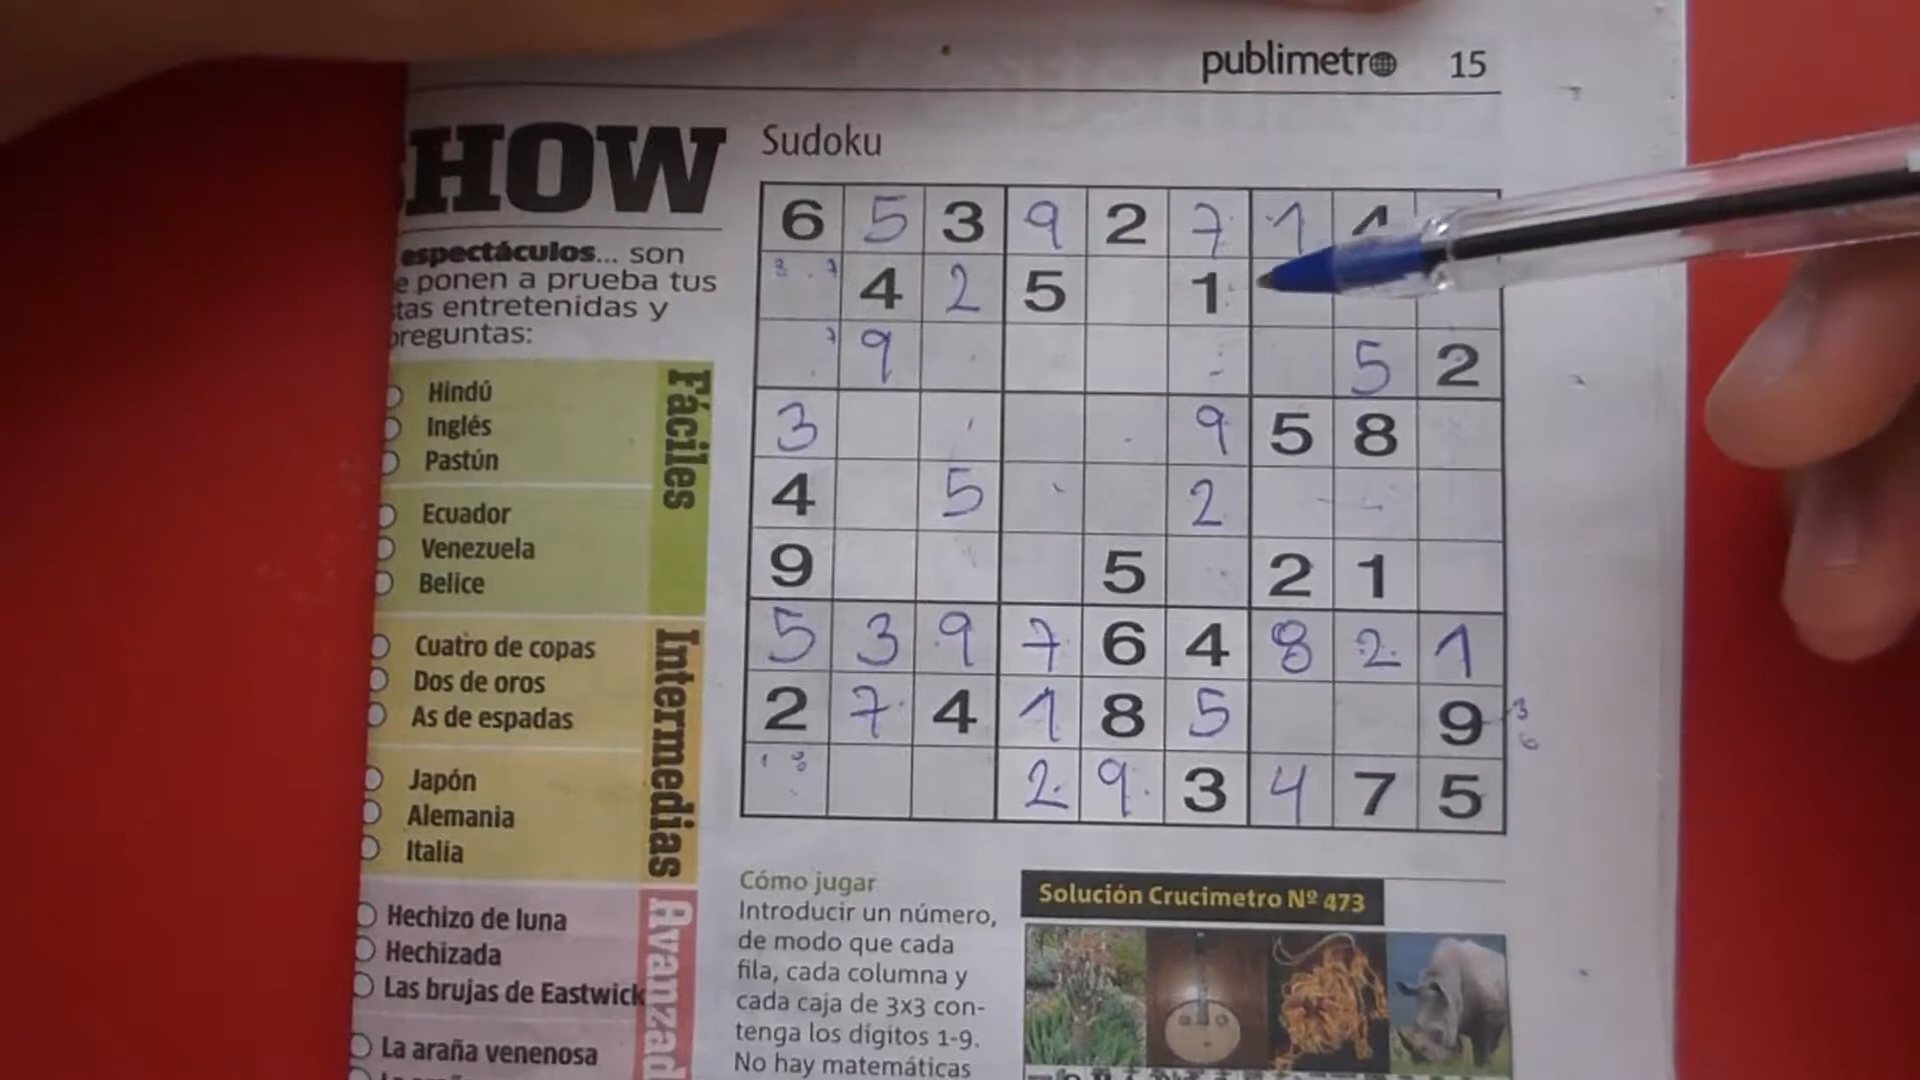 publimetro 15
HOW
Sudoku
espectáculos... son
e ponen a prueba tus
tas entretenidas y
preguntas:
Fáciles
Hindú
Inglés
Pastún
Ecuador
Venezuela
Belice
Intermedias
Cuatro de copas
Dos de oros
As de espadas
Japón
Alemania
Italia
Avanzad
Hechizo de luna
Hechizada
Las brujas de Eastwick
La araña venenosa
6 5 3 9 2 7 1
4 2 5 1
9 5 2
3 9 5 8
4 5 2
9 5 2 1
5 3 9 7 6 4 8 2 1
2 7 4 1 8 5 9
2 9 3 4 7 5
Cómo jugar
Introducir un número,
de modo que cada
fila, cada columna y
cada caja de 3x3 con-
tenga los dígitos 1-9.
No hay matemáticas
Solución Crucimetro Nº 473